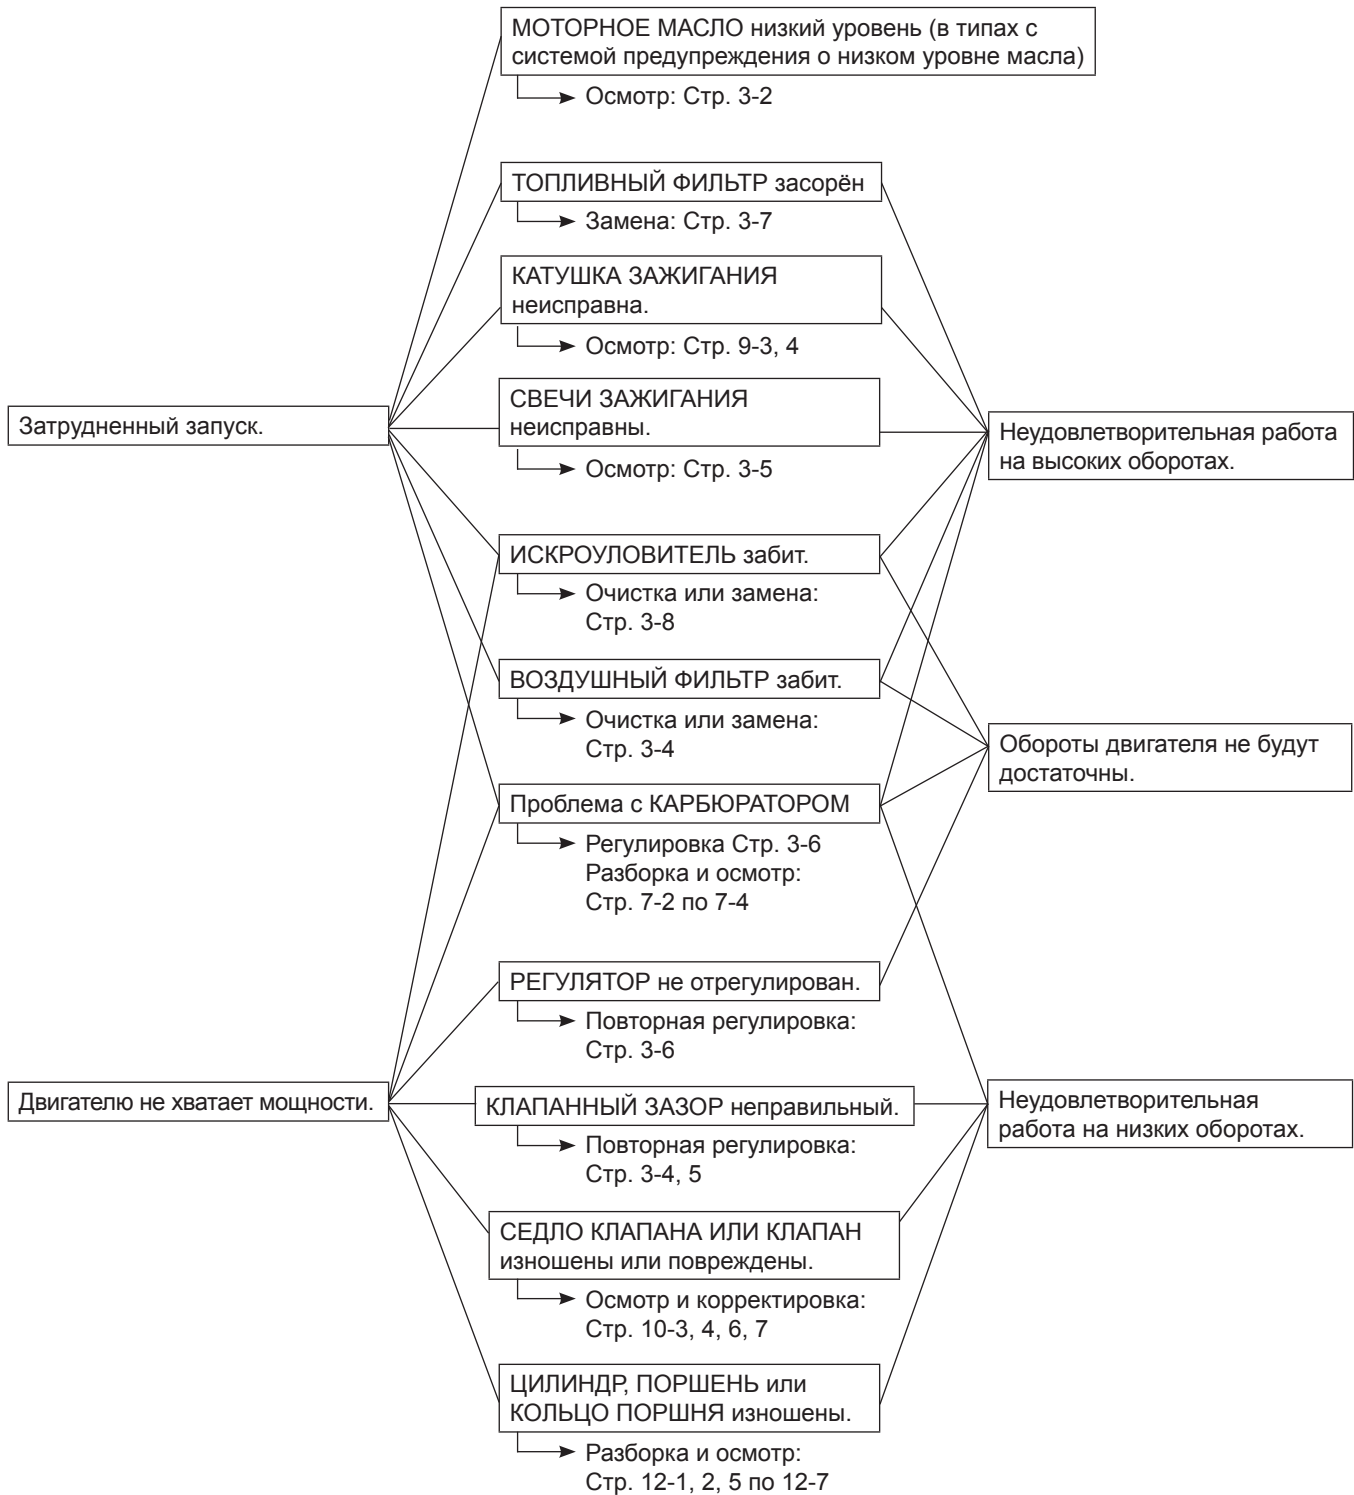 МОТОРНОЕ МАСЛО низкий уровень (в типах с
системой предупреждения о низком уровне масла)
Осмотр: Стр. 3-2
ТОПЛИВНЫЙ ФИЛЬТР засорён
Замена: Стр. 3-7
КАТУШКА ЗАЖИГАНИЯ
неисправна.
Осмотр: Стр. 9-3, 4
СВЕЧИ ЗАЖИГАНИЯ
неисправны.
Осмотр: Стр. 3-5
Затрудненный запуск.
Неудовлетворительная работа
на высоких оборотах.
ИСКРОУЛОВИТЕЛЬ забит.
Очистка или замена:
Стр. 3-8
ВОЗДУШНЫЙ ФИЛЬТР забит.
Очистка или замена:
Стр. 3-4
Обороты двигателя не будут
достаточны.
Проблема с КАРБЮРАТОРОМ
Регулировка Стр. 3-6
Разборка и осмотр:
Стр. 7-2 по 7-4
РЕГУЛЯТОР не отрегулирован.
Повторная регулировка:
Стр. 3-6
Двигателю не хватает мощности.
КЛАПАННЫЙ ЗАЗОР неправильный.
Повторная регулировка:
Стр. 3-4, 5
Неудовлетворительная
работа на низких оборотах.
СЕДЛО КЛАПАНА ИЛИ КЛАПАН
изношены или повреждены.
Осмотр и корректировка:
Стр. 10-3, 4, 6, 7
ЦИЛИНДР, ПОРШЕНЬ или
КОЛЬЦО ПОРШНЯ изношены.
Разборка и осмотр:
Стр. 12-1, 2, 5 по 12-7